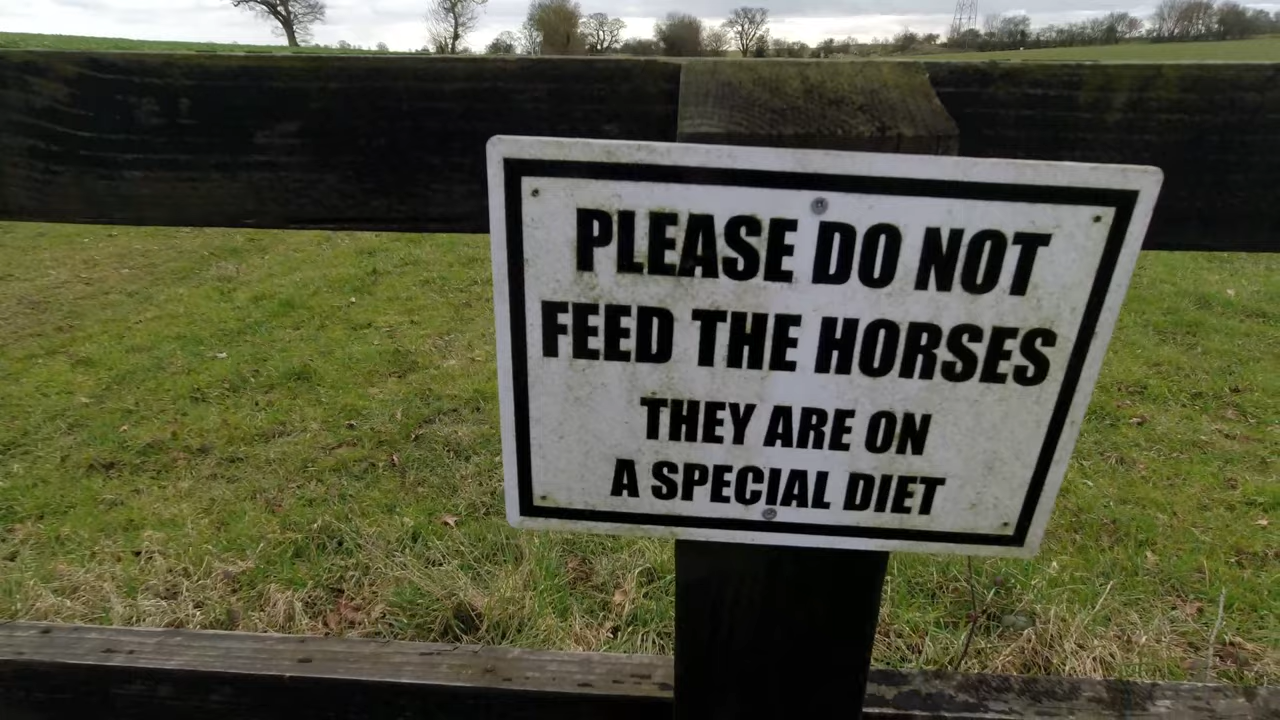 PLEASE DO NOT
FEED THE HORSES
THEY ARE ON
A SPECIAL DIET